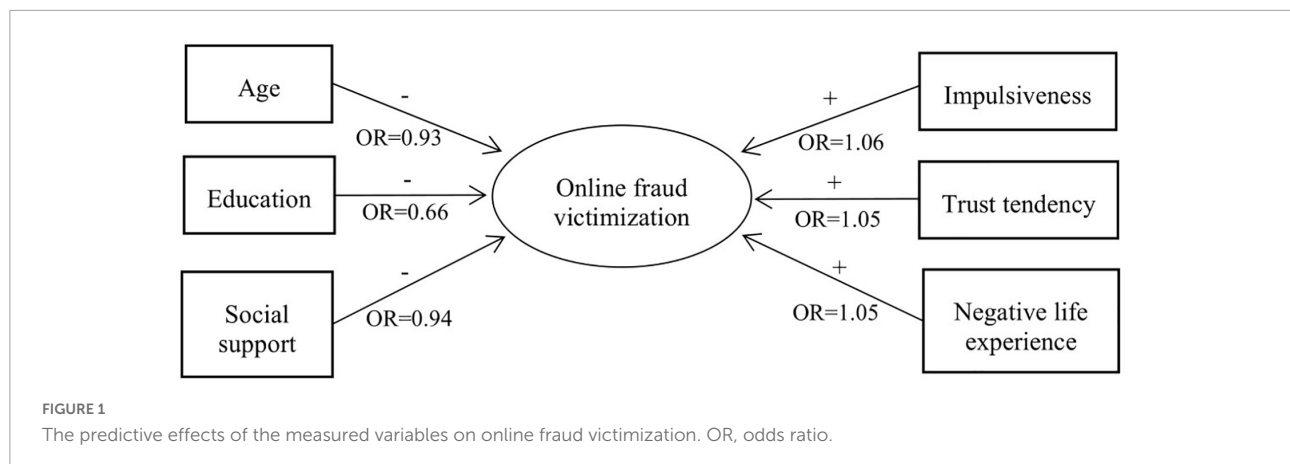 Age
-
OR=0.93
Education
-
OR=0.66
Social
support
-
OR=0.94
Online fraud
victimization
Impulsiveness
+
OR=1.06
Trust tendency
+
OR=1.05
Negative life
experience
+
OR=1.05
FIGURE 1
The predictive effects of the measured variables on online fraud victimization. OR, odds ratio.